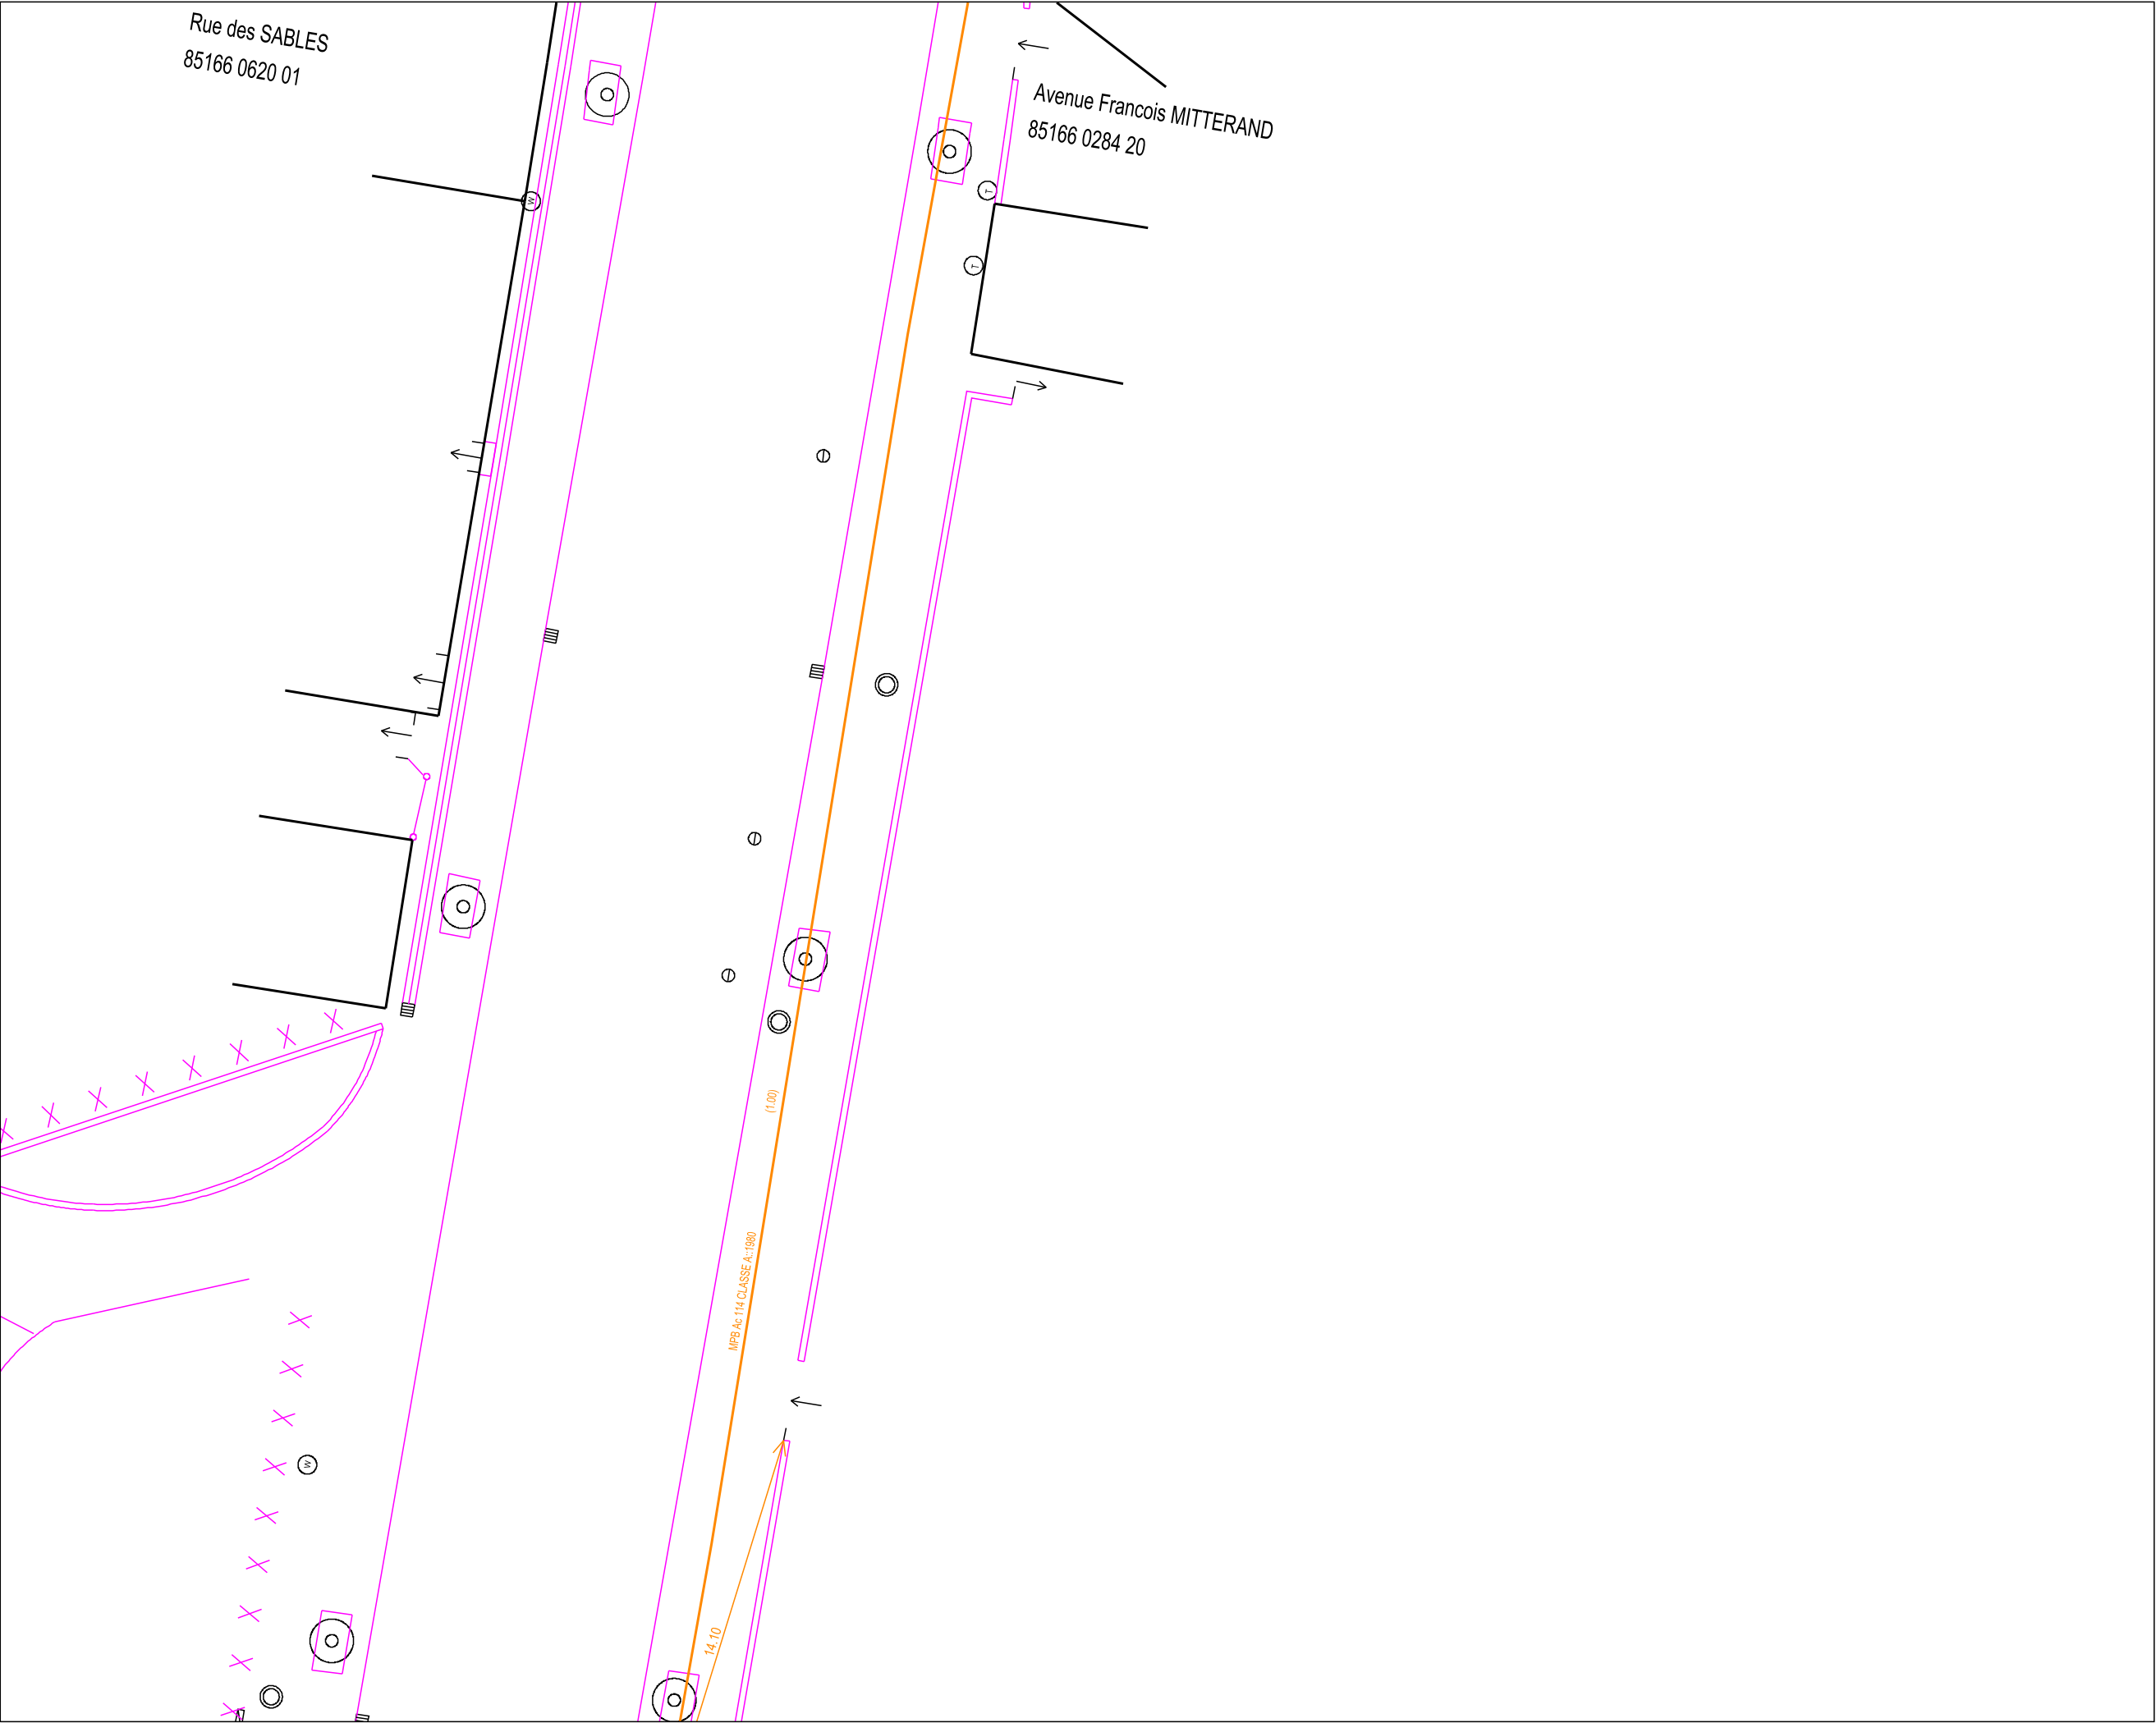 Rue des SABLES
85166 0620 01
Avenue Francois MITTERAND
85166 0284 20
W
T
T
(1.00)
MPB Ac 114 CLASSE A::1980
W
14.10